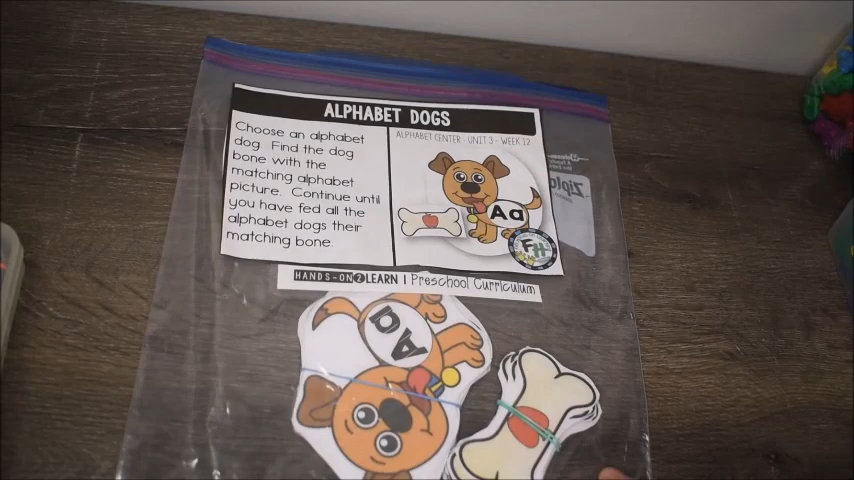 ALPHABET DOGS
Choose an alphabet
dog. Find the dog
bone with the
matching alphabet
picture. Continue until
you have fed all the
alphabet dogs their
matching bone.
ALPHABET CENTER - UNIT 3 - WEEK 12
Aa
FH
HANDS-ON2LEARN | Preschool Curriculum
Ziploc
Aa